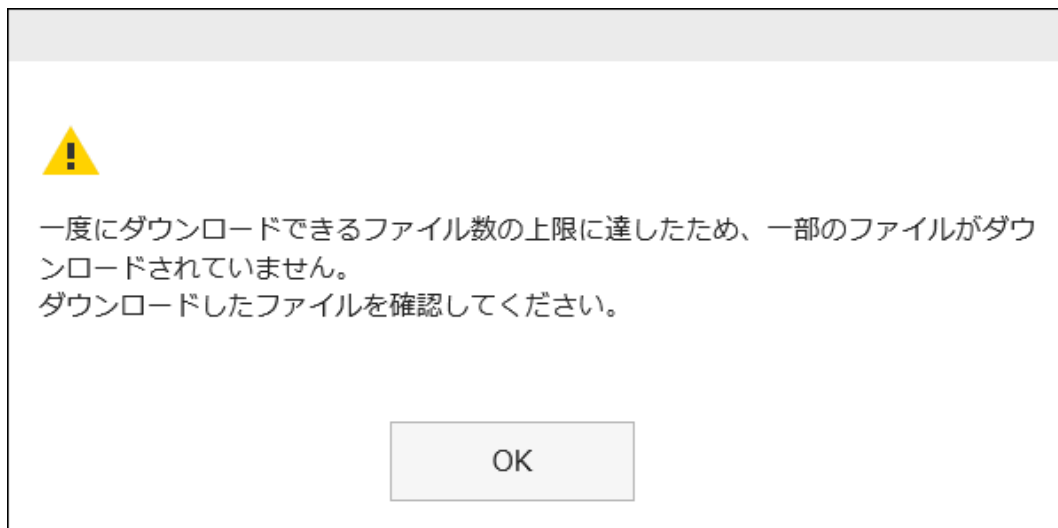 一度にダウンロードできるファイル数の上限に達したため、一部のファイルがダウ
ンロードされていません。
ダウンロードしたファイルを確認してください。
OK